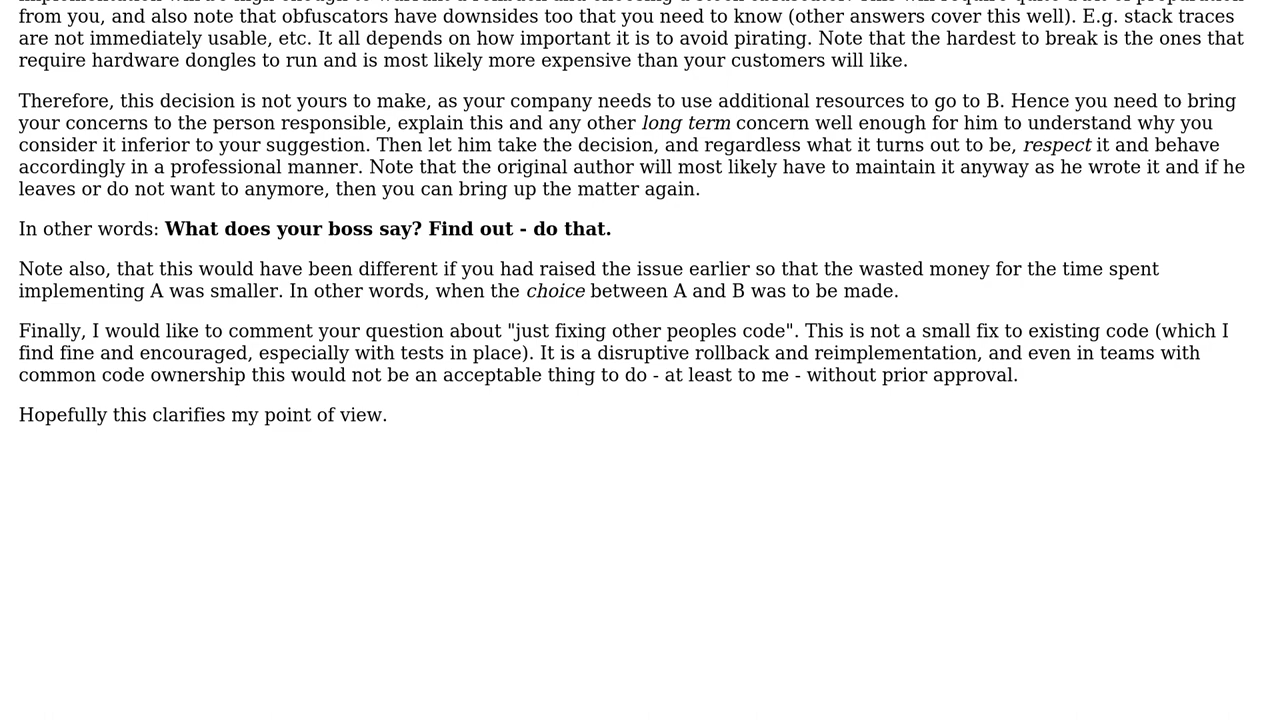 from you, and also note that obfuscators have downsides too that you need to know (other answers cover this well). E.g. stack traces
are not immediately usable, etc. It all depends on how important it is to avoid pirating. Note that the hardest to break is the ones that
require hardware dongles to run and is most likely more expensive than your customers will like.
Therefore, this decision is not yours to make, as your company needs to use additional resources to go to B. Hence you need to bring
your concerns to the person responsible, explain this and any other long term concern well enough for him to understand why you
consider it inferior to your suggestion. Then let him take the decision, and regardless what it turns out to be, respect it and behave
accordingly in a professional manner. Note that the original author will most likely have to maintain it anyway as he wrote it and if he
leaves or do not want to anymore, then you can bring up the matter again.
In other words: What does your boss say? Find out - do that.
Note also, that this would have been different if you had raised the issue earlier so that the wasted money for the time spent
implementing A was smaller. In other words, when the choice between A and B was to be made.
Finally, I would like to comment your question about "just fixing other peoples code". This is not a small fix to existing code (which I
find fine and encouraged, especially with tests in place). It is a disruptive rollback and reimplementation, and even in teams with
common code ownership this would not be an acceptable thing to do - at least to me - without prior approval.
Hopefully this clarifies my point of view.